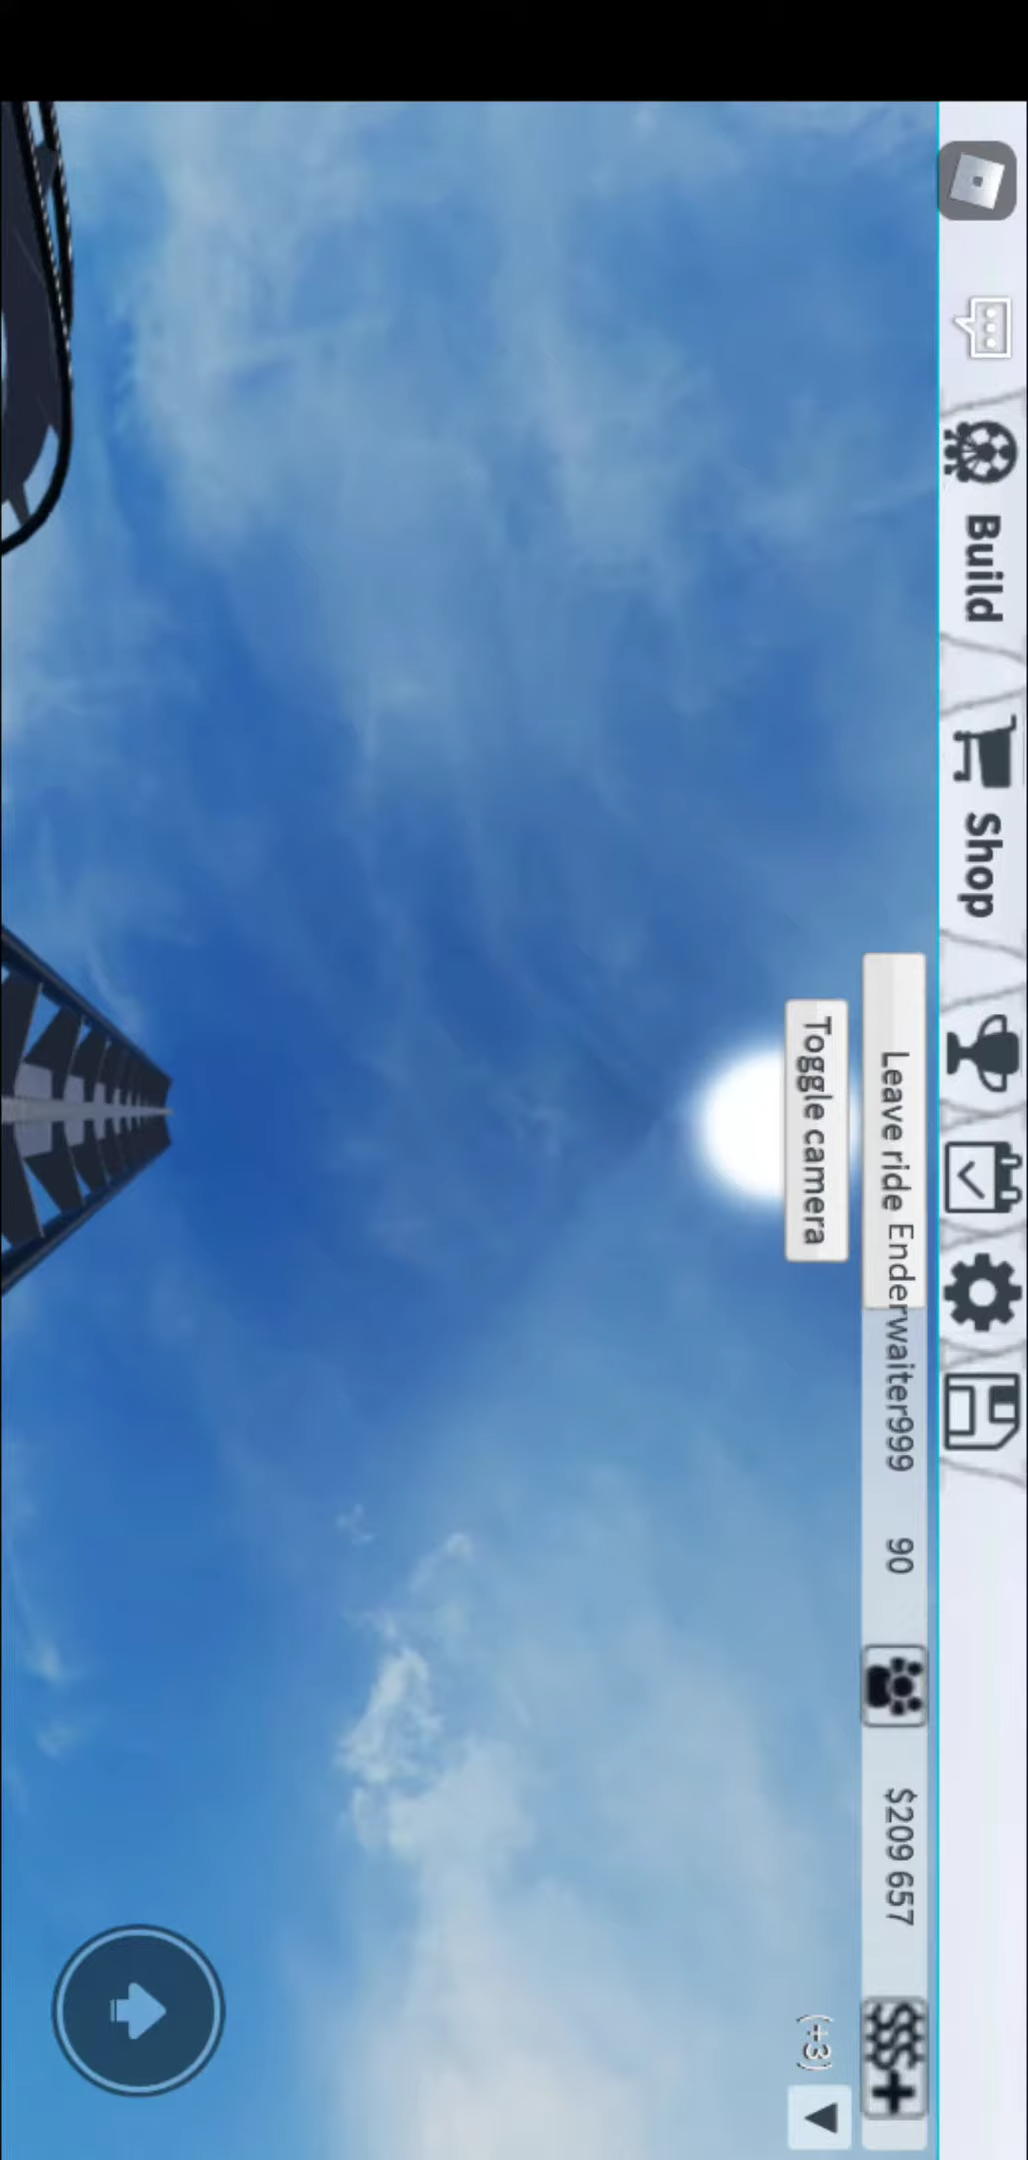 Build
Shop
Leave ride
Enderwaiter999
90
$209 657
$$$+
Toggle camera
(+3)